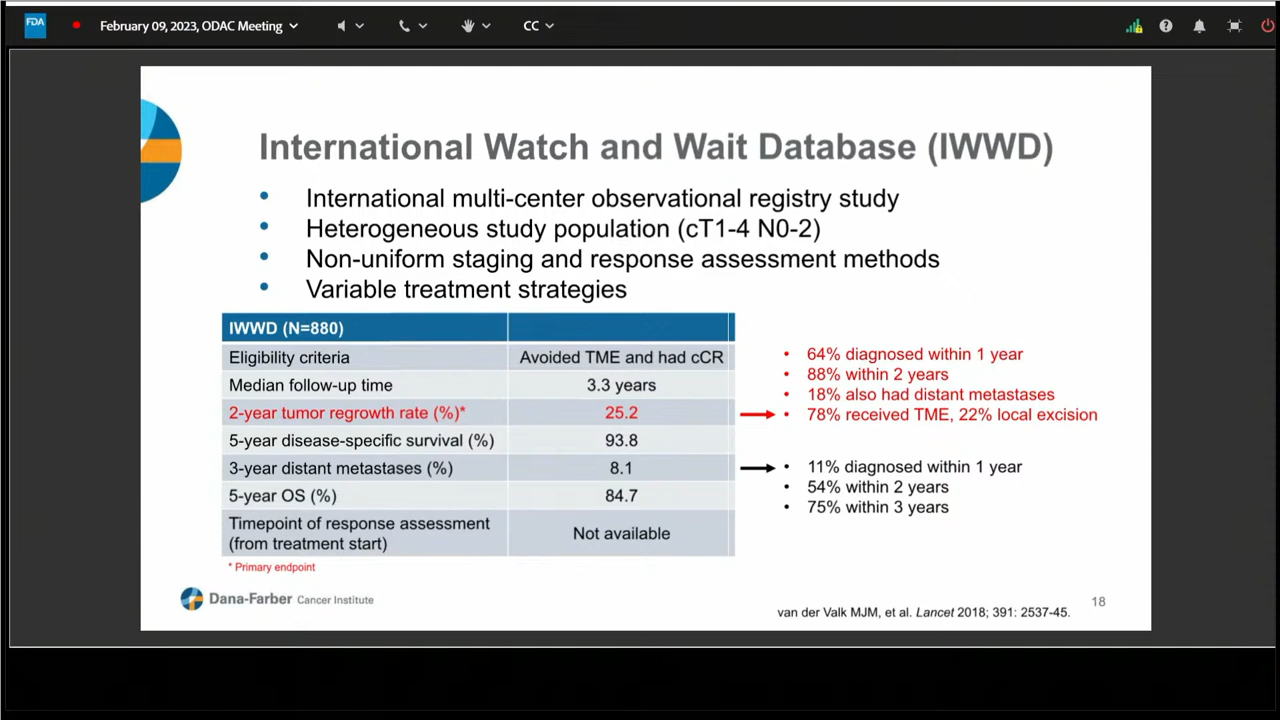 FDA
February 09, 2023, ODAC Meeting
CC
International Watch and Wait Database (IWWD)
• International multi-center observational registry study
• Heterogeneous study population (cT1-4 N0-2)
• Non-uniform staging and response assessment methods
• Variable treatment strategies
IWWD (N=880)
Eligibility criteria Avoided TME and had cCR
Median follow-up time 3.3 years
2-year tumor regrowth rate (%)* 25.2
5-year disease-specific survival (%) 93.8
3-year distant metastases (%) 8.1
5-year OS (%) 84.7
Timepoint of response assessment
(from treatment start) Not available
* Primary endpoint
• 64% diagnosed within 1 year
• 88% within 2 years
• 18% also had distant metastases
• 78% received TME, 22% local excision
• 11% diagnosed within 1 year
• 54% within 2 years
• 75% within 3 years
Dana-Farber Cancer Institute
van der Valk MJM, et al. Lancet 2018; 391: 2537-45.
18